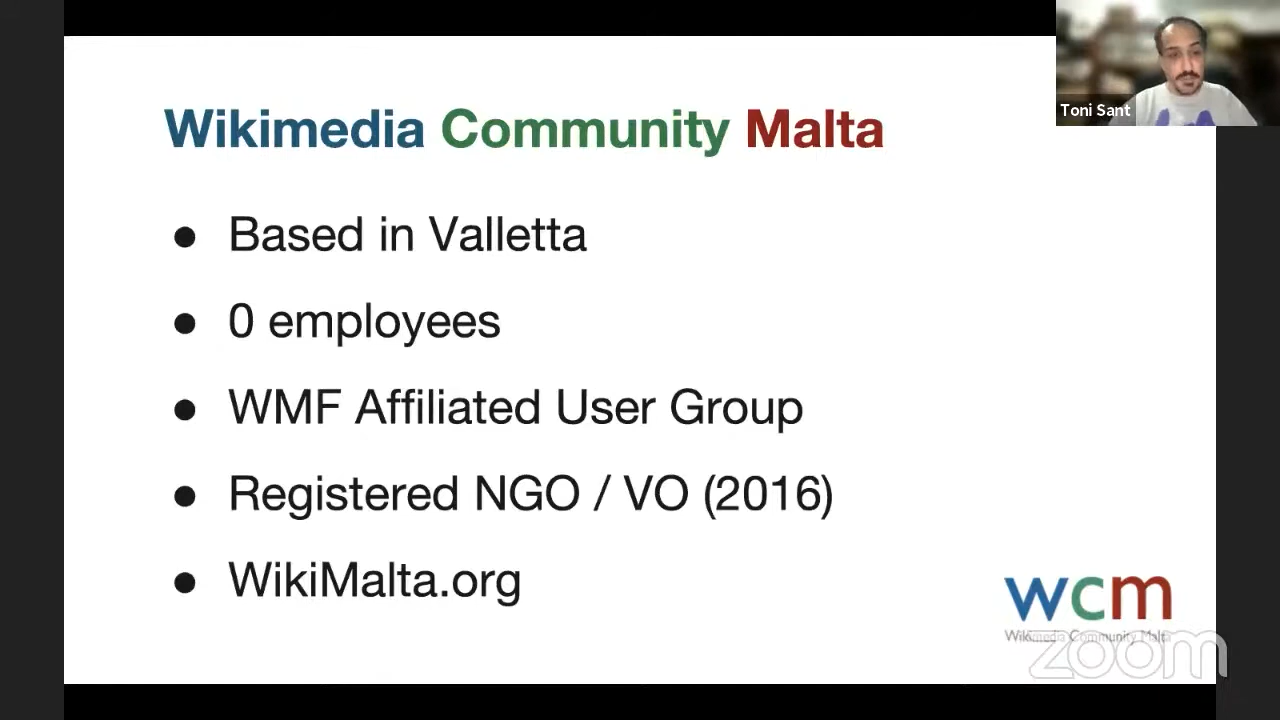 Toni Sant
Wikimedia Community Malta
● Based in Valletta
● 0 employees
● WMF Affiliated User Group
● Registered NGO / VO (2016)
● WikiMalta.org
wcm
Wikimedia Community Malta
zoom